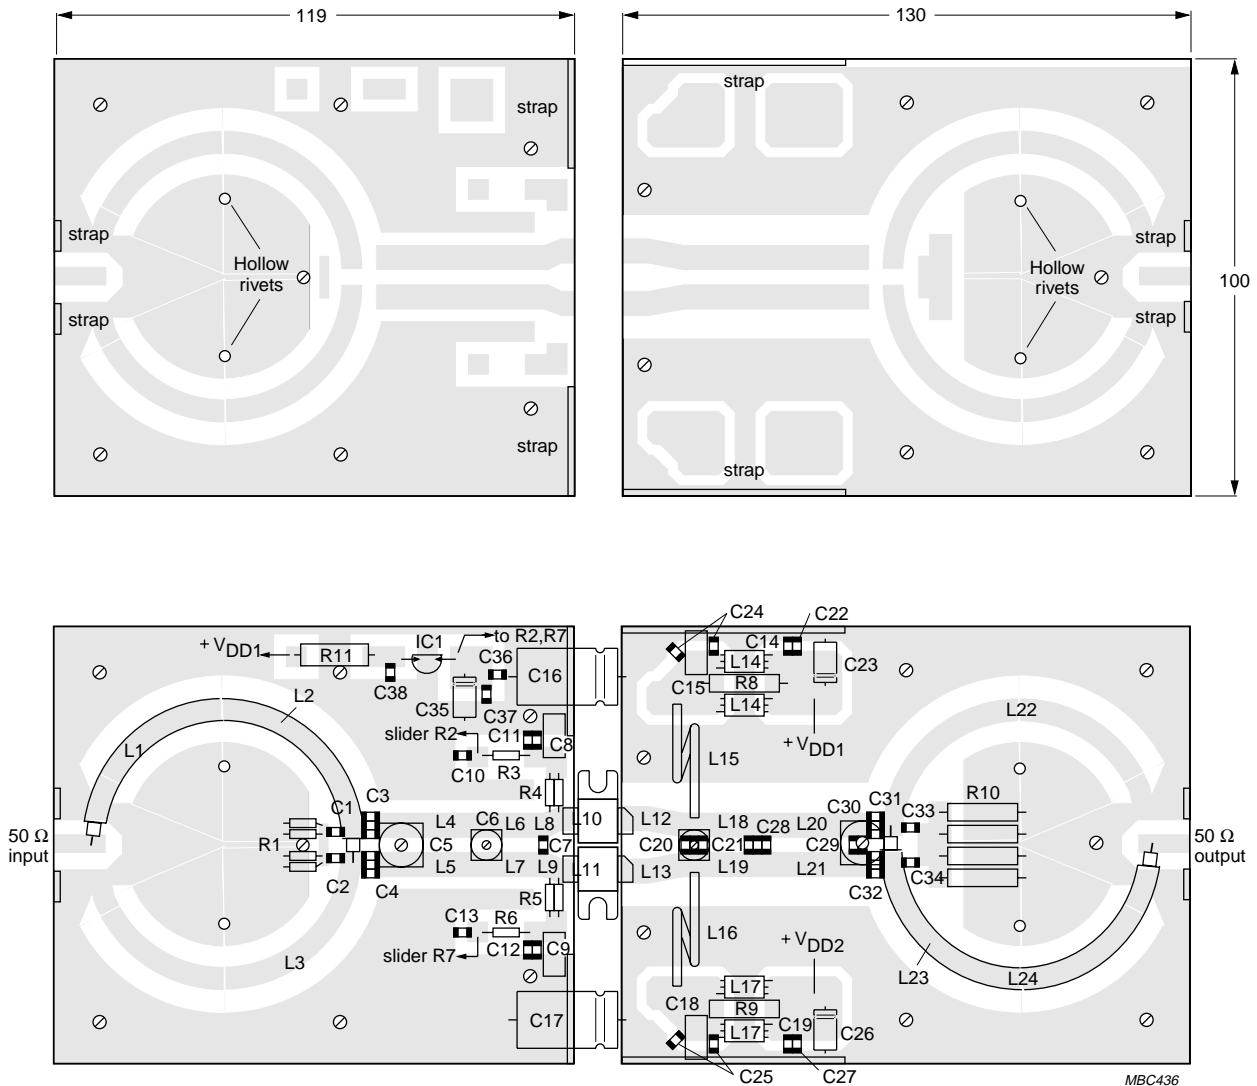 119
130
strap
strap
strap
strap
Hollow
rivets
Hollow
rivets
strap
100
strap
strap
strap
strap
C24
C22
+ VDD1
IC1
to R2,R7
C14
R11
C36
L14
C16
C23
C38
C15
R8
L2
C35
C37
L14
L22
slider R2
C11
C8
+ VDD1
L1
L15
C10
R3
R4
R10
C3
C30
C31
C33
C1
C6
L4
L6
L8
L10
L12
L18
C28
L20
50 Ω
input
R1
C5
C7
C20
C21
C29
50 Ω
output
L5
L7
L9
L11
L13
L19
L21
C2
C4
C32
C34
R5
C13
R6
L16
+ VDD2
slider R7
C12
C9
L3
L23
L24
L17
C18
R9
C17
L17
C19
C26
C25
C27
MBC436